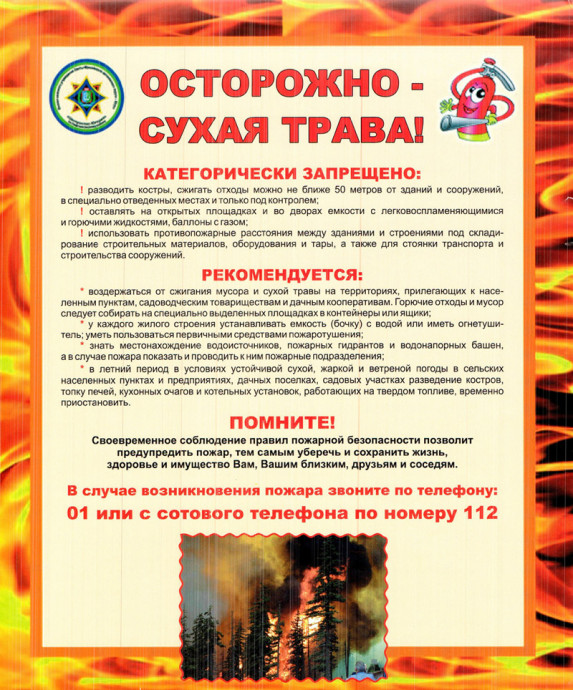 ОСТОРОЖНО -
СУХАЯ ТРАВА!
КАТЕГОРИЧЕСКИ ЗАПРЕЩЕНО:
! разводить костры, сжигать отходы можно не ближе 50 метров от зданий и сооружений,
в специально отведенных местах и только под контролем;
! оставлять на открытых площадках и во дворах емкости с легковоспламеняющимися
и горючими жидкостями, баллоны с газом;
! использовать противопожарные расстояния между зданиями и строениями под склади-
рование строительных материалов, оборудования и тары, а также для стоянки транспорта и
строительства сооружений.
РЕКОМЕНДУЕТСЯ:
* воздержаться от сжигания мусора и сухой травы на территориях, прилегающих к насе-
ленным пунктам, садоводческим товариществам и дачным кооперативам. Горючие отходы и мусор
следует собирать на специально выделенных площадках в контейнеры или ящики;
* у каждого жилого строения устанавливать емкость (бочку) с водой или иметь огнетуши-
тель; уметь пользоваться первичными средствами пожаротушения;
* знать местонахождение водоисточников, пожарных гидрантов и водонапорных башен,
а в случае пожара показать и проводить к ним пожарные подразделения;
* в летний период в условиях устойчивой сухой, жаркой и ветреной погоды в сельских
населенных пунктах и предприятиях, дачных поселках, садовых участках разведение костров,
топку печей, кухонных очагов и котельных установок, работающих на твердом топливе, временно
приостановить.
ПОМНИТЕ!
Своевременное соблюдение правил пожарной безопасности позволит
предупредить пожар, тем самым уберечь и сохранить жизнь,
здоровье и имущество Вам, Вашим близким, друзьям и соседям.
В случае возникновения пожара звоните по телефону:
01 или с сотового телефона по номеру 112